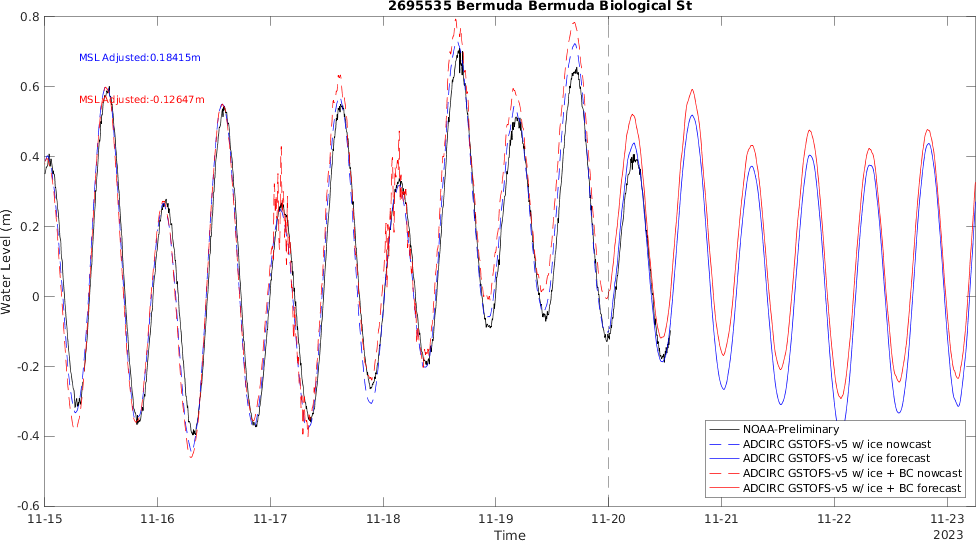 2695535 Bermuda Bermuda Biological St
MSL Adjusted:0.18415m
MSL Adjusted:-0.12647m
Water Level (m)
0.8
0.6
0.4
0.2
0
-0.2
-0.4
-0.6
NOAA-Preliminary
ADCIRC GSTOFS-v5 w/ ice nowcast
ADCIRC GSTOFS-v5 w/ ice forecast
ADCIRC GSTOFS-v5 w/ ice + BC nowcast
ADCIRC GSTOFS-v5 w/ ice + BC forecast
11-15 11-16 11-17 11-18 11-19 11-20 11-21 11-22 11-23
Time
2023